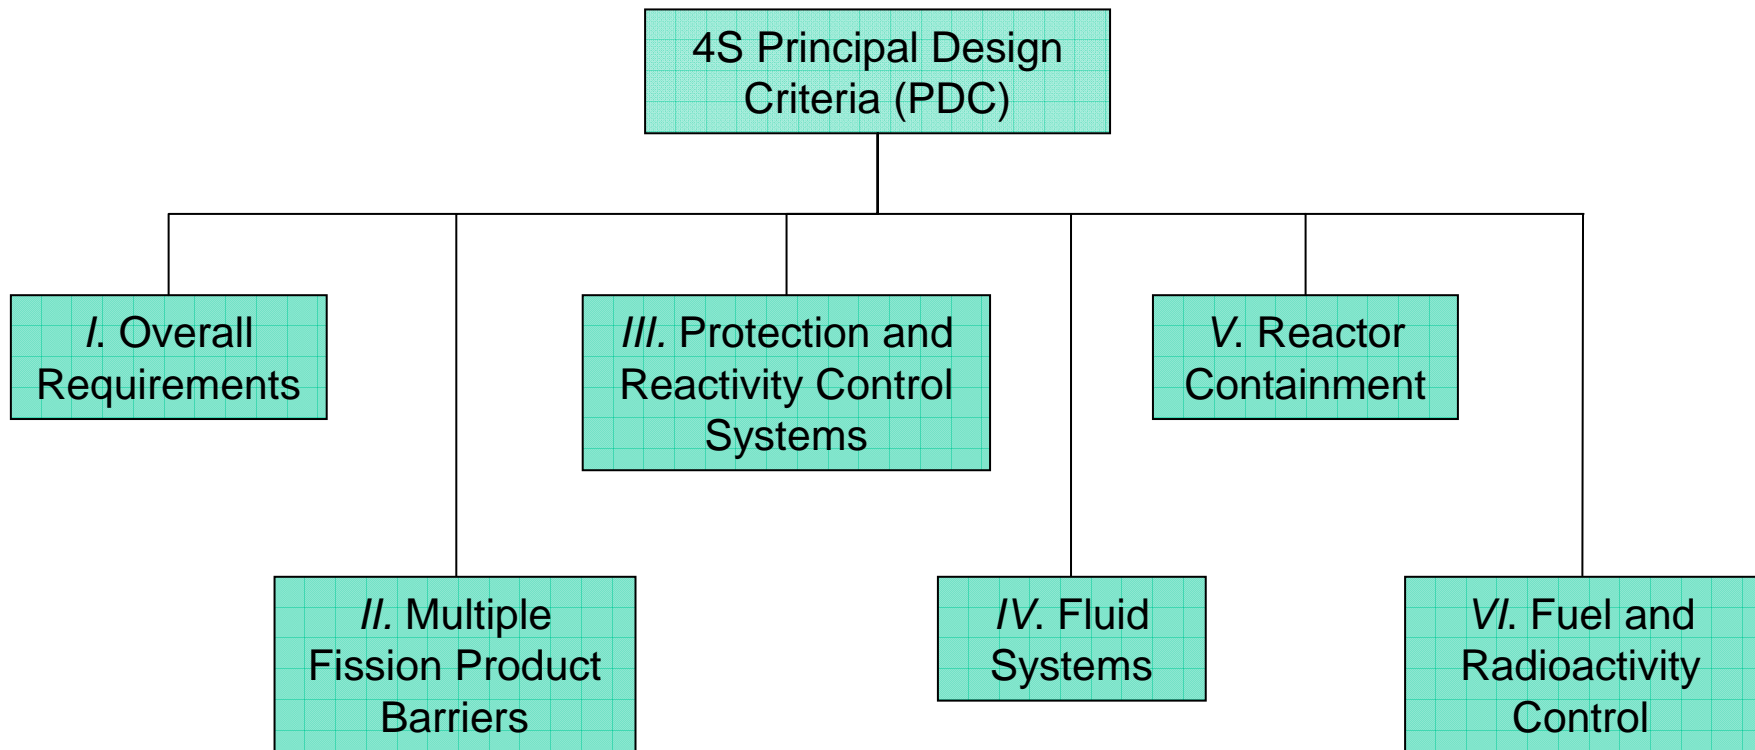 4S Principal Design
Criteria (PDC)
I. Overall
Requirements
II. Multiple
Fission Product
Barriers
III. Protection and
Reactivity Control
Systems
IV. Fluid
Systems
V. Reactor
Containment
VI. Fuel and
Radioactivity
Control